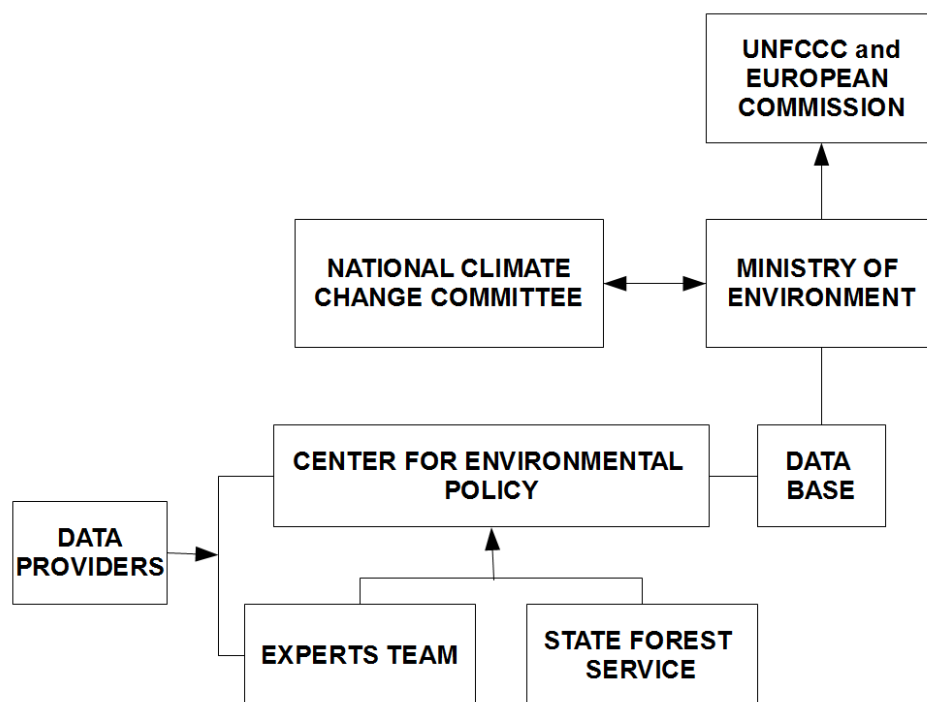 UNFCCC and
EUROPEAN
COMMISSION
NATIONAL CLIMATE
CHANGE COMMITTEE
MINISTRY OF
ENVIRONMENT
CENTER FOR ENVIRONMENTAL
POLICY
DATA
BASE
DATA
PROVIDERS
EXPERTS TEAM
STATE FOREST
SERVICE